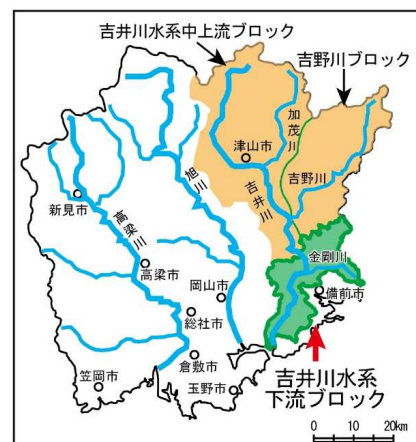 吉井川水系中上流ブロック
吉野川ブロック
加茂川
津山市
吉野川
旭川
吉井川
新見市
高梁川
金剛川
高梁市
備前市
岡山市
総社市
倉敷市
吉井川水系
下流ブロック
笠岡市
玉野市
0
10
20km